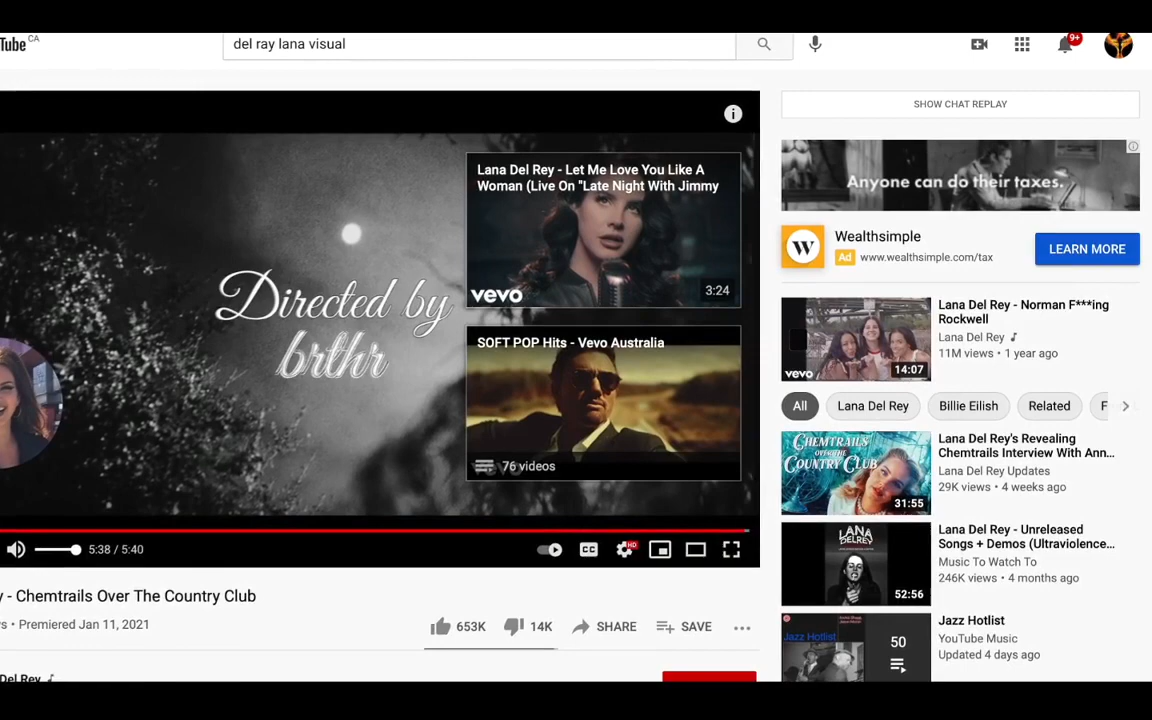 Tube CA
del ray lana visual
9+
SHOW CHAT REPLAY
i
Lana Del Rey - Let Me Love You Like A
Woman (Live On "Late Night With Jimmy
vevo
3:24
Directed by
brthr
SOFT POP Hits - Vevo Australia
76 videos
5:38 / 5:40
CC
HD
y - Chemtrails Over The Country Club
vs • Premiered Jan 11, 2021
653K
14K
SHARE
SAVE
Del Rey
Anyone can do their taxes.
W
Wealthsimple
Ad www.wealthsimple.com/tax
LEARN MORE
vevo
14:07
Lana Del Rey - Norman F***ing
Rockwell
Lana Del Rey
11M views • 1 year ago
All
Lana Del Rey
Billie Eilish
Related
CHEMTRAILS
OVER THE
COUNTRY CLUB
31:55
Lana Del Rey's Revealing
Chemtrails Interview With Ann...
Lana Del Rey Updates
29K views • 4 weeks ago
LANA
DEL REY
52:56
Lana Del Rey - Unreleased
Songs + Demos (Ultraviolence...
Music To Watch To
246K views • 4 months ago
Jazz Hotlist
50
Jazz Hotlist
YouTube Music
Updated 4 days ago